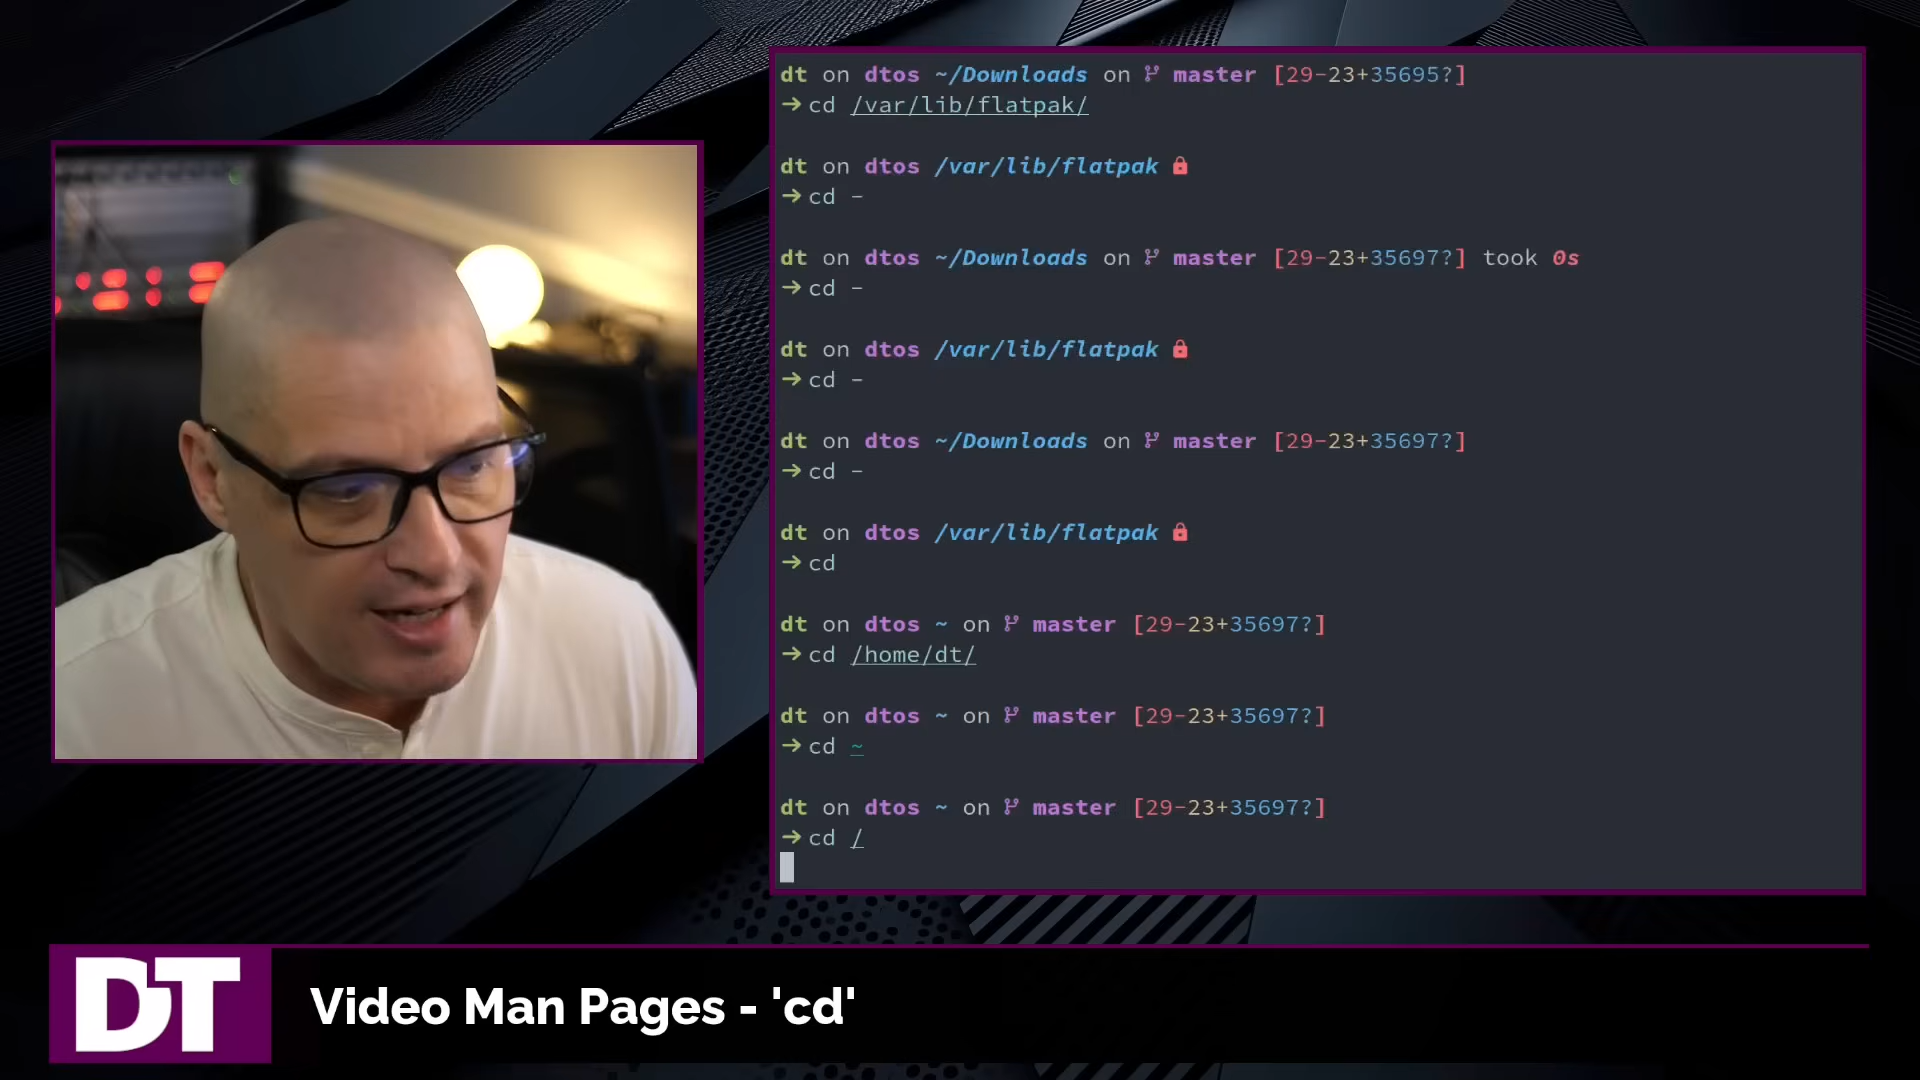 dt on dtos ~/Downloads on master [29-23+35695?]
→ cd /var/lib/flatpak/
dt on dtos /var/lib/flatpak
→ cd -
dt on dtos ~/Downloads on master [29-23+35697?] took 0s
→ cd -
dt on dtos /var/lib/flatpak
→ cd -
dt on dtos ~/Downloads on master [29-23+35697?]
→ cd -
dt on dtos /var/lib/flatpak
→ cd
dt on dtos ~ on master [29-23+35697?]
→ cd /home/dt/
dt on dtos ~ on master [29-23+35697?]
→ cd ~
dt on dtos ~ on master [29-23+35697?]
→ cd /
DT
Video Man Pages - 'cd'